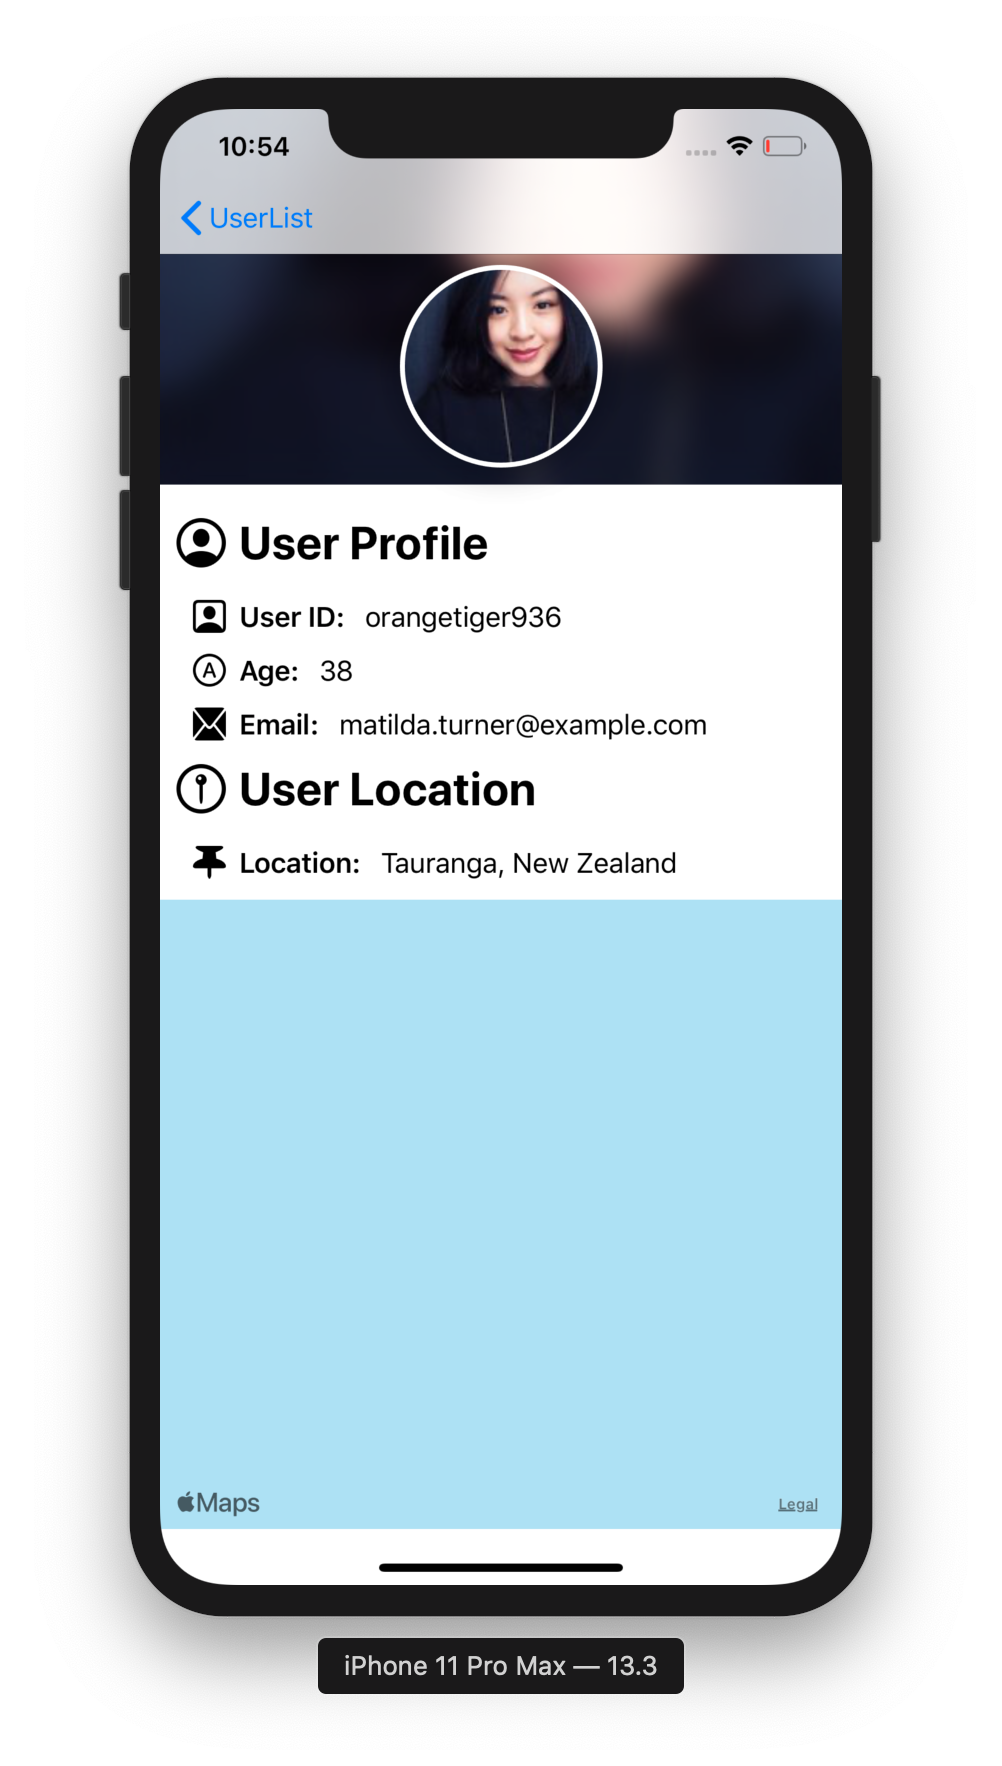 10:54
UserList
User Profile
User ID: orangetiger936
A Age: 38
Email: matilda.turner@example.com
User Location
Location: Tauranga, New Zealand
Maps
Legal
iPhone 11 Pro Max — 13.3